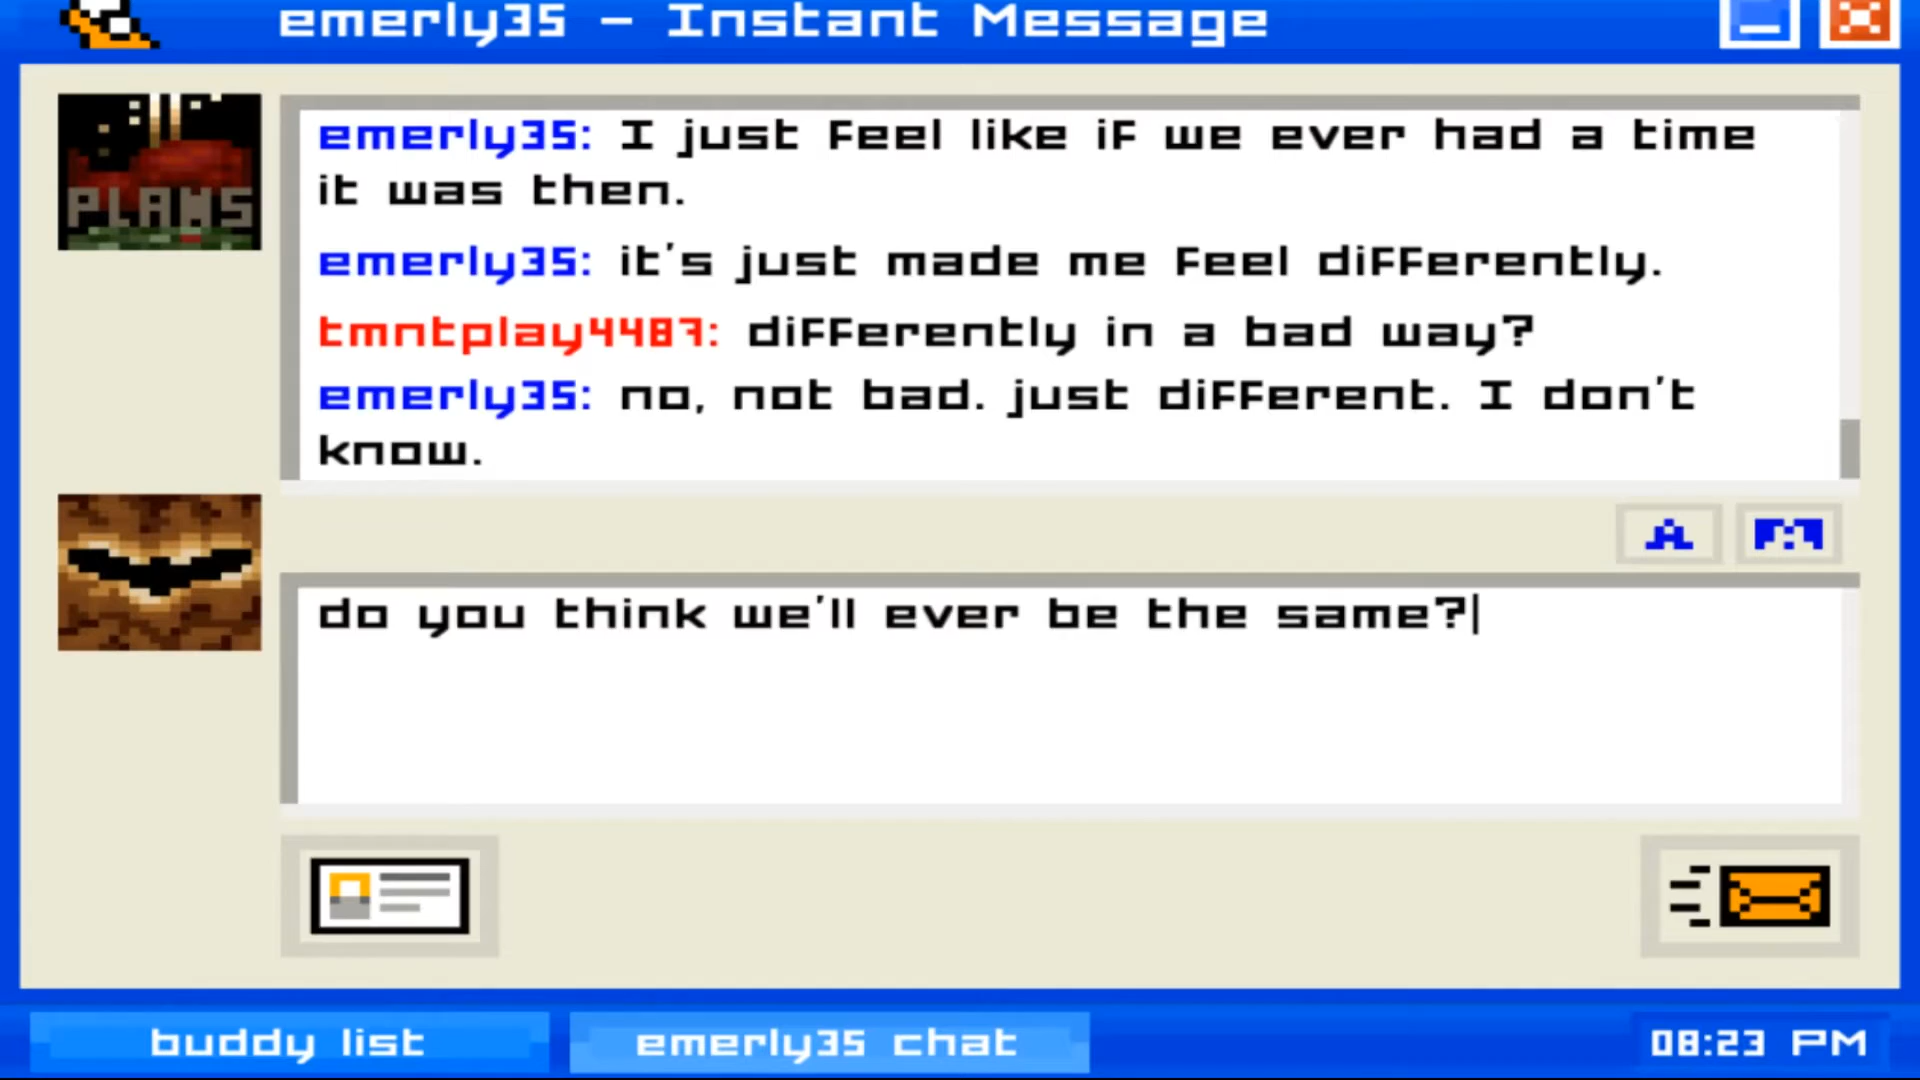 emerly35 - Instant Message
emerly35: I just feel like if we ever had a time
it was then.
emerly35: it's just made me feel differently.
tmntplay4487: differently in a bad way?
emerly35: no, not bad. just different. I don't
know.
PLANS
A
do you think we'll ever be the same?
buddy list
emerly35 chat
08:23 PM